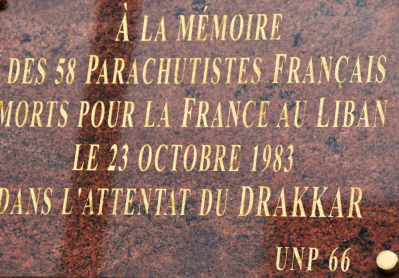 À LA MÉMOIRE
DES 58 PARACHUTISTES FRANÇAIS
MORTS POUR LA FRANCE AU LIBAN
LE 23 OCTOBRE 1983
DANS L'ATTENTAT DU DRAKKAR
UNP 66